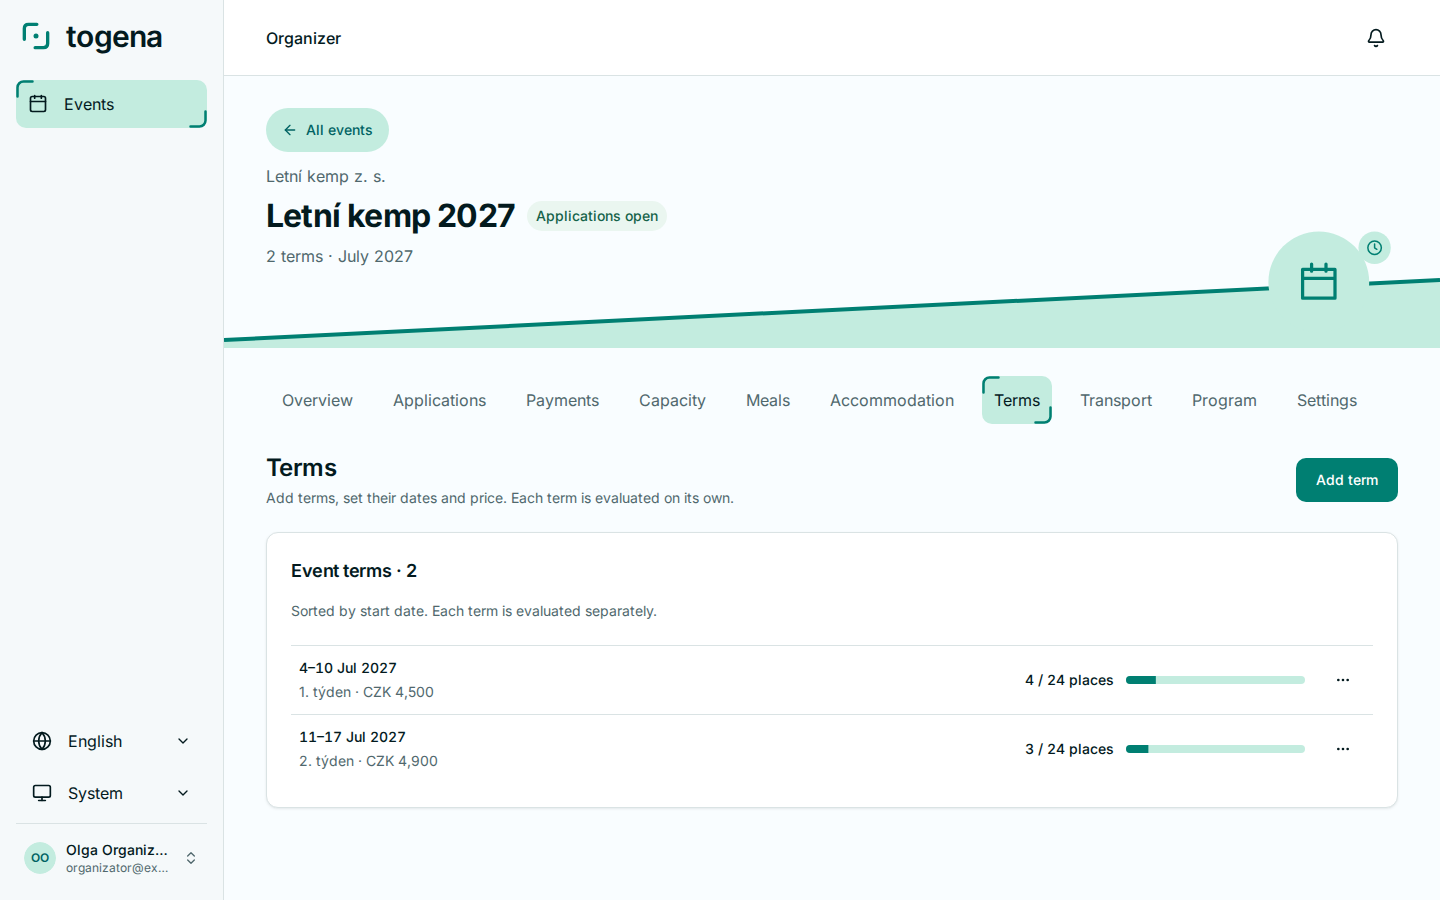 togena
Organizer
Events
All events
Letní kemp z. s.
Letní kemp 2027
Applications open
2 terms · July 2027
Overview
Applications
Payments
Capacity
Meals
Accommodation
Terms
Transport
Program
Settings
Terms
Add terms, set their dates and price. Each term is evaluated on its own.
Add term
Event terms · 2
Sorted by start date. Each term is evaluated separately.
4–10 Jul 2027
1. týden · CZK 4,500
4 / 24 places
11–17 Jul 2027
2. týden · CZK 4,900
3 / 24 places
English
System
OO
Olga Organiz...
organizator@ex...